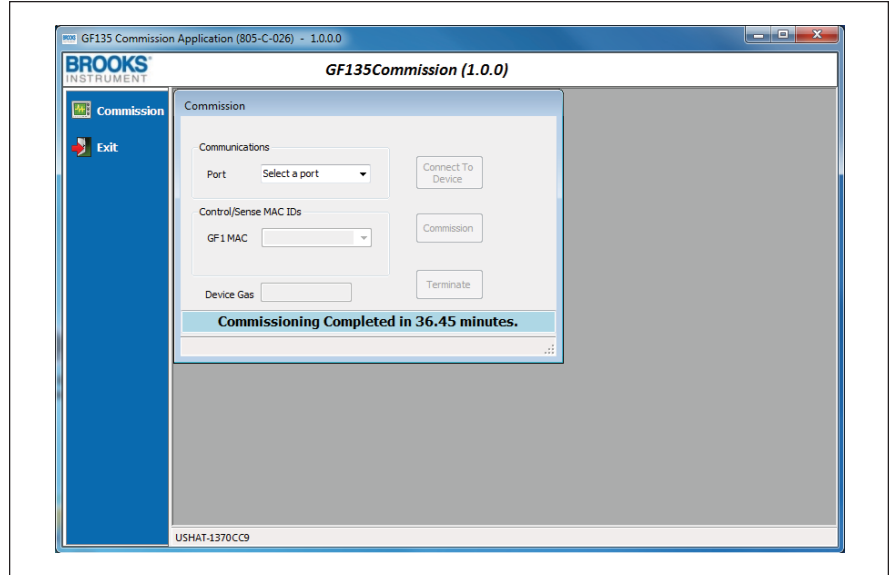 GF135 Commission Application (805-C-026) - 1.0.0.0
BROOKS
INSTRUMENT
GF135Commission (1.0.0)
Commission
Exit
Commission
Communications
Port
Select a port
Connect To
Device
Control/Sense MAC IDs
GF1 MAC
Commission
Device Gas
Terminate
Commissioning Completed in 36.45 minutes.
USHAT-1370CC9